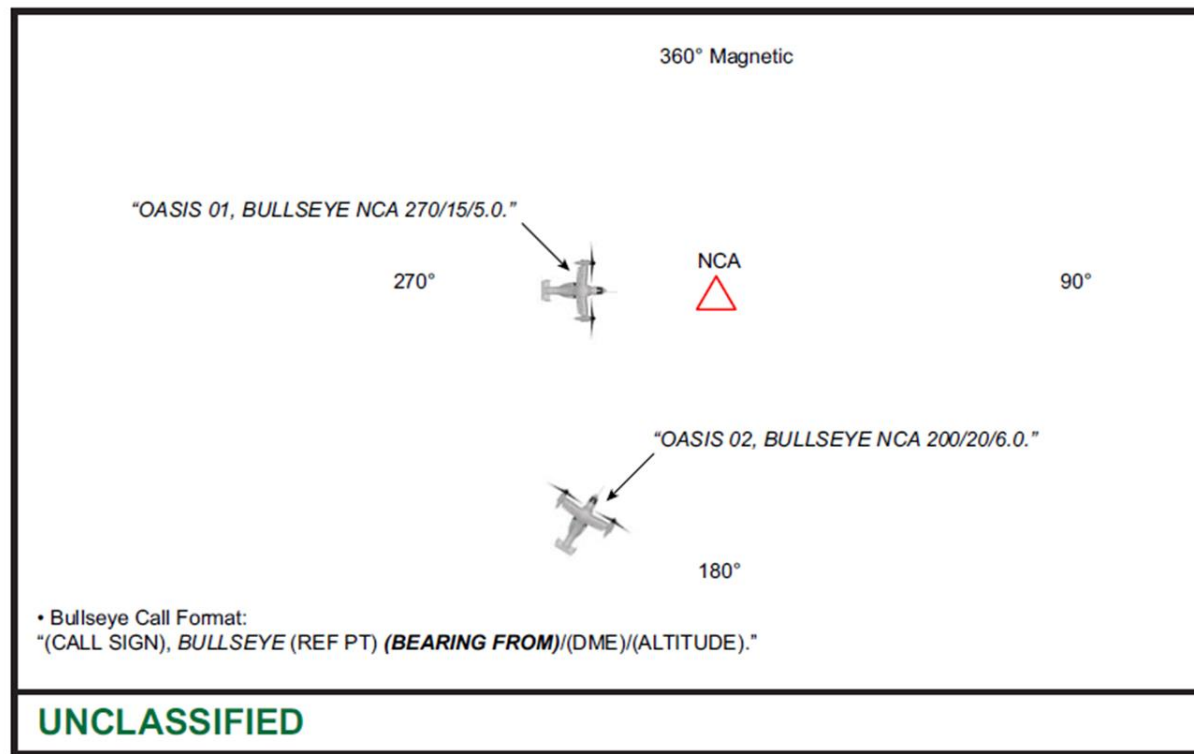 360° Magnetic
“OASIS 01, BULLSEYE NCA 270/15/5.0.”
NCA
270°
90°
“OASIS 02, BULLSEYE NCA 200/20/6.0.”
180°
• Bullseye Call Format:
“(CALL SIGN), BULLSEYE (REF PT) (BEARING FROM)/(DME)/(ALTITUDE).”
UNCLASSIFIED